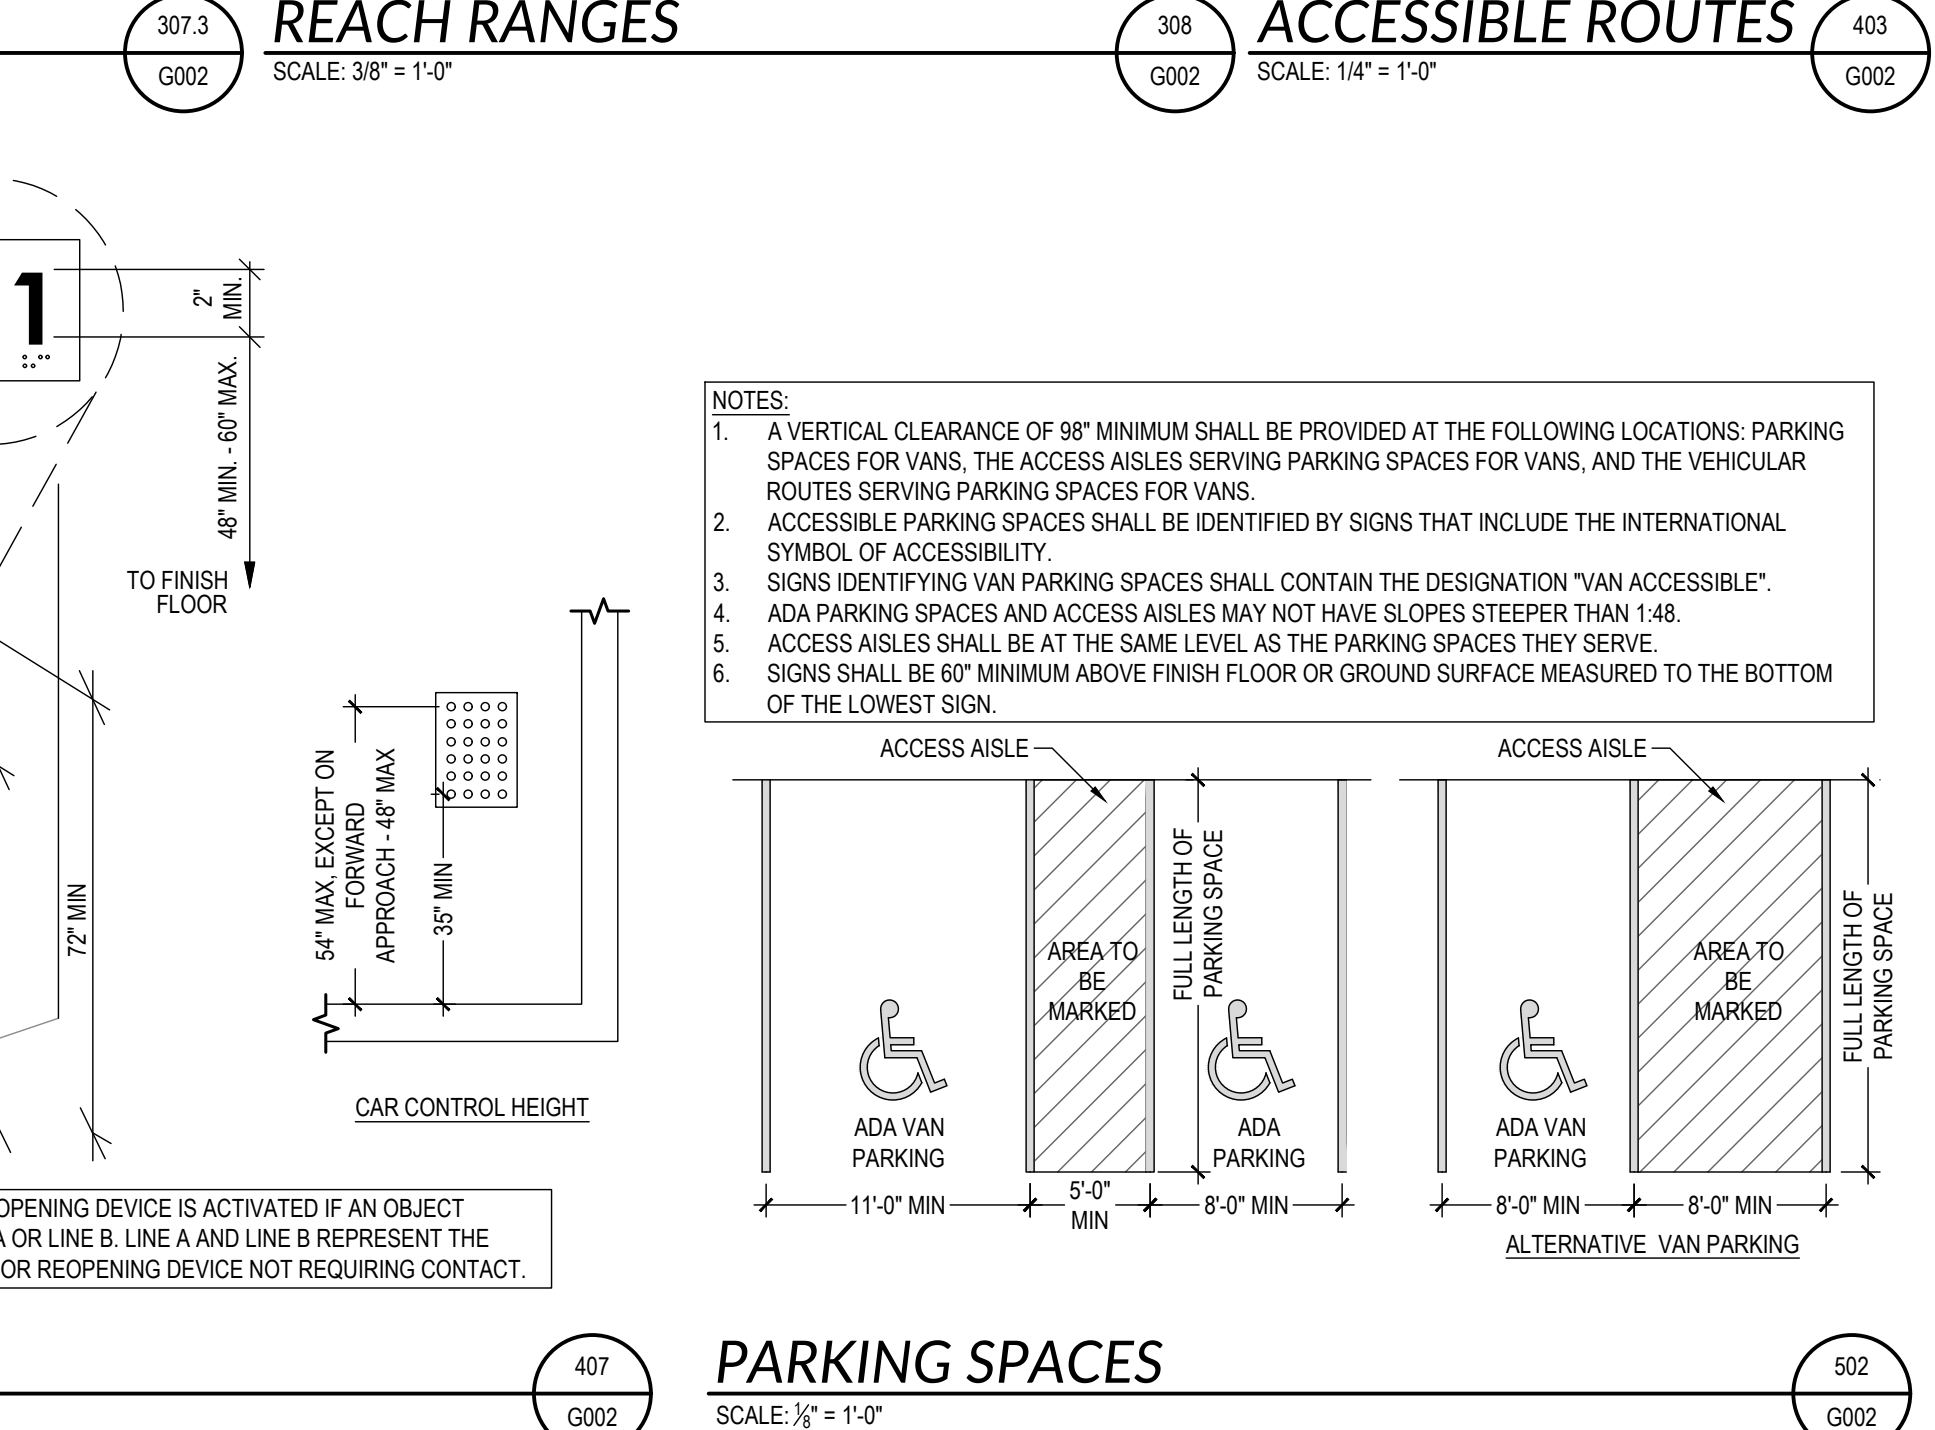 307.3
G002
REACH RANGES
SCALE: 3/8" = 1'-0"
308
G002
ACCESSIBLE ROUTES
SCALE: 1/4" = 1'-0"
403
G002
1
2"
MIN.
48" MIN. - 60" MAX.
TO FINISH
FLOOR
72" MIN
54" MAX, EXCEPT ON
FORWARD
APPROACH - 48" MAX
35" MIN
CAR CONTROL HEIGHT
OPENING DEVICE IS ACTIVATED IF AN OBJECT
A OR LINE B. LINE A AND LINE B REPRESENT THE
OR REOPENING DEVICE NOT REQUIRING CONTACT.
407
G002
NOTES:
1. A VERTICAL CLEARANCE OF 98" MINIMUM SHALL BE PROVIDED AT THE FOLLOWING LOCATIONS: PARKING
SPACES FOR VANS, THE ACCESS AISLES SERVING PARKING SPACES FOR VANS, AND THE VEHICULAR
ROUTES SERVING PARKING SPACES FOR VANS.
2. ACCESSIBLE PARKING SPACES SHALL BE IDENTIFIED BY SIGNS THAT INCLUDE THE INTERNATIONAL
SYMBOL OF ACCESSIBILITY.
3. SIGNS IDENTIFYING VAN PARKING SPACES SHALL CONTAIN THE DESIGNATION "VAN ACCESSIBLE".
4. ADA PARKING SPACES AND ACCESS AISLES MAY NOT HAVE SLOPES STEEPER THAN 1:48.
5. ACCESS AISLES SHALL BE AT THE SAME LEVEL AS THE PARKING SPACES THEY SERVE.
6. SIGNS SHALL BE 60" MINIMUM ABOVE FINISH FLOOR OR GROUND SURFACE MEASURED TO THE BOTTOM
OF THE LOWEST SIGN.
ACCESS AISLE
AREA TO
BE
MARKED
FULL LENGTH OF
PARKING SPACE
ADA VAN
PARKING
ADA
PARKING
11'-0" MIN
5'-0"
MIN
8'-0" MIN
ACCESS AISLE
AREA TO
BE
MARKED
FULL LENGTH OF
PARKING SPACE
ADA VAN
PARKING
8'-0" MIN
8'-0" MIN
ALTERNATIVE VAN PARKING
PARKING SPACES
SCALE: 1/8" = 1'-0"
502
G002